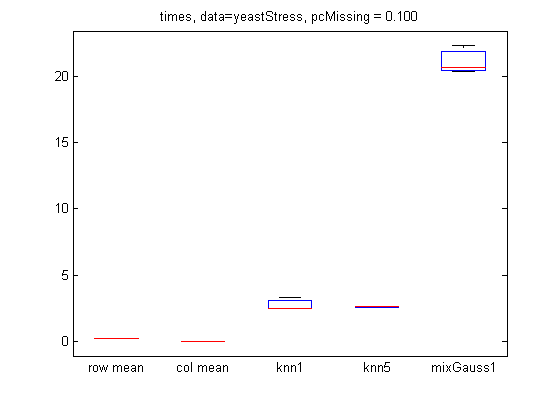 times, data=yeastStress, pcMissing = 0.100
20
15
10
5
0
row mean col mean knn1 knn5 mixGauss1